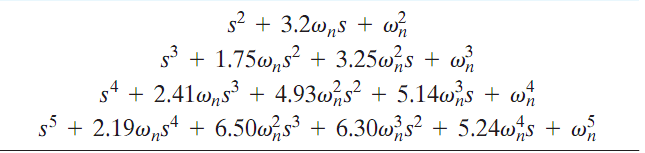 s² + 3.2ωₙs + ωₙ²
s³ + 1.75ωₙs² + 3.25ωₙ²s + ωₙ³
s⁴ + 2.41ωₙs³ + 4.93ωₙ²s² + 5.14ωₙ³s + ωₙ⁴
s⁵ + 2.19ωₙs⁴ + 6.50ωₙ²s³ + 6.30ωₙ³s² + 5.24ωₙ⁴s + ωₙ⁵